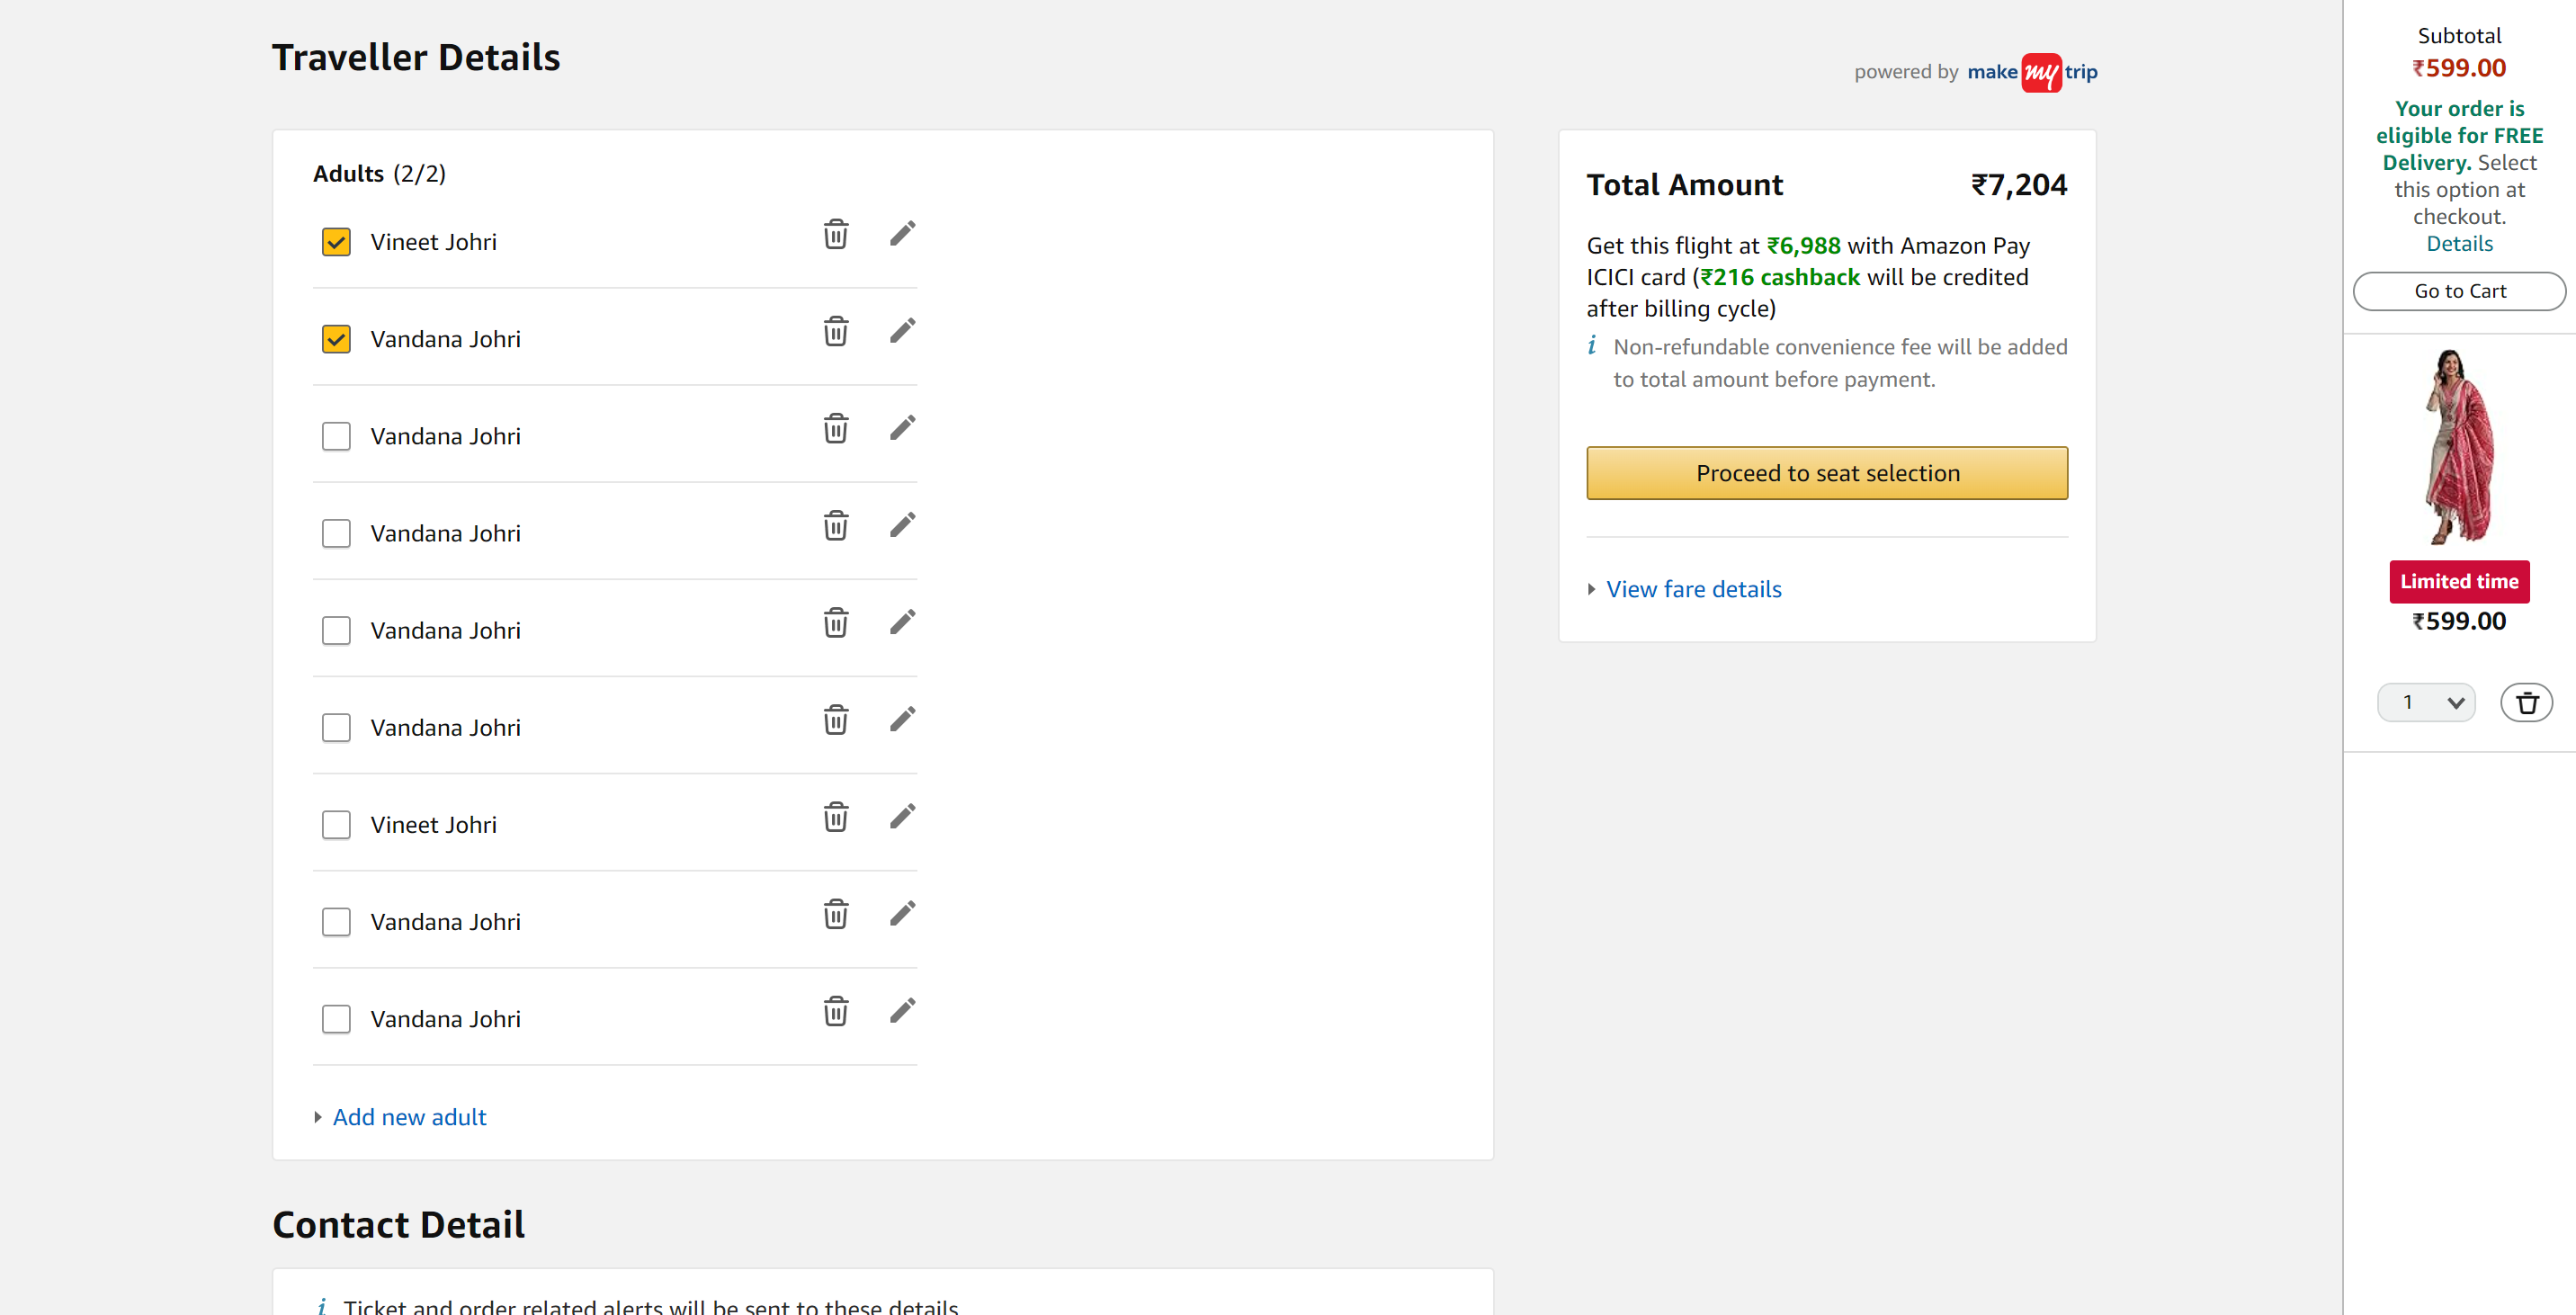 Traveller Details
powered by make my trip
Adults (2/2)
Vineet Johri
Vandana Johri
Vandana Johri
Vandana Johri
Vandana Johri
Vandana Johri
Vineet Johri
Vandana Johri
Vandana Johri
Add new adult
Total Amount ₹7,204
Get this flight at ₹6,988 with Amazon Pay
ICICI card (₹216 cashback will be credited
after billing cycle)
i Non-refundable convenience fee will be added
to total amount before payment.
Proceed to seat selection
View fare details
Contact Detail
i Ticket and order related alerts will be sent to these details
Subtotal
₹599.00
Your order is
eligible for FREE
Delivery. Select
this option at
checkout.
Details
Go to Cart
Limited time
₹599.00
1